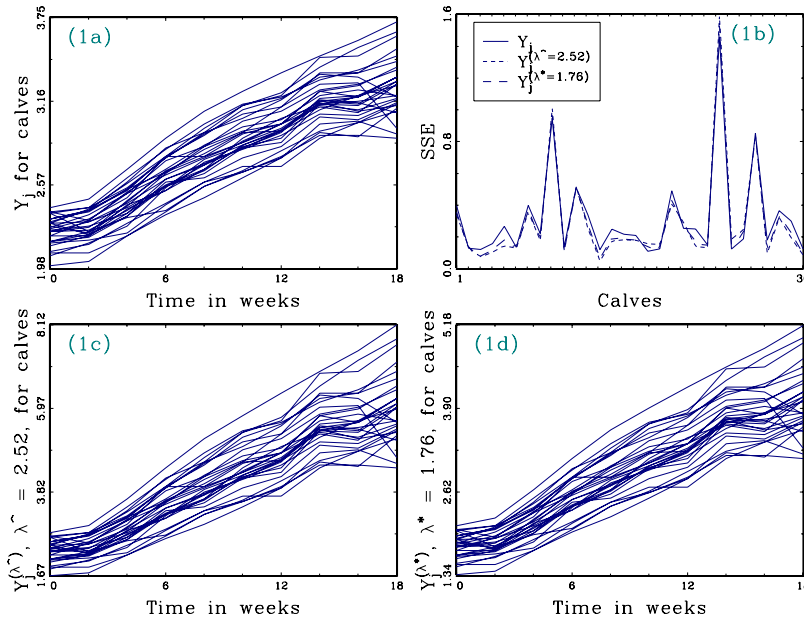 (1a)
Y_j for calves
3.75
3.16
2.57
1.98
0 6 12 18
Time in weeks
(1b)
Y_j
Y_j^(λ^=2.52)
Y_j^(λ*=1.76)
SSE
1.6
0.8
0.0
1 3
Calves
(1c)
Y_j^(λ^), λ^ = 2.52, for calves
8.12
5.97
3.82
1.67
0 6 12 18
Time in weeks
(1d)
Y_j^(λ*), λ* = 1.76, for calves
5.18
3.90
2.62
1.34
0 6 12 1
Time in weeks